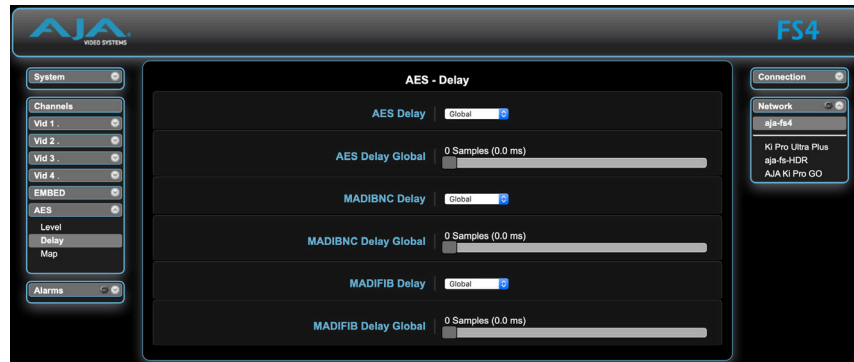 AJA
VIDEO SYSTEMS
FS4
System
Channels
Vid 1 .
Vid 2 .
Vid 3 .
Vid 4 .
EMBED
AES
Level
Delay
Map
Alarms
AES - Delay
AES Delay Global
AES Delay Global 0 Samples (0.0 ms)
MADIBNC Delay Global
MADIBNC Delay Global 0 Samples (0.0 ms)
MADIFIB Delay Global
MADIFIB Delay Global 0 Samples (0.0 ms)
Connection
Network
aja-fs4
Ki Pro Ultra Plus
aja-fs-HDR
AJA Ki Pro GO